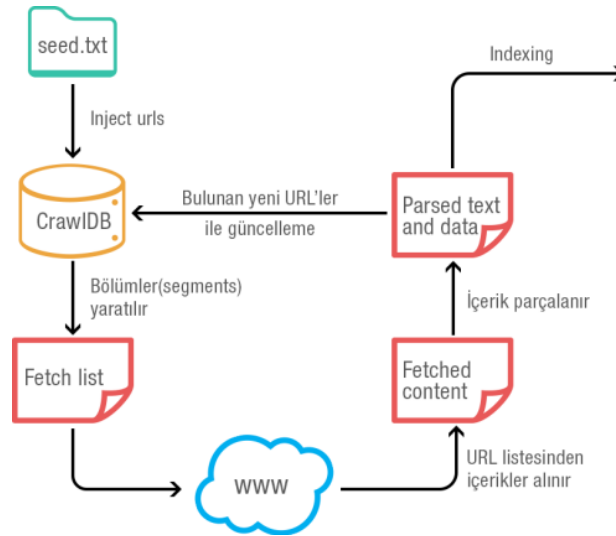 seed.txt
Indexing
Inject urls
CrawlDB
Bulunan yeni URL'ler
ile güncelleme
Parsed text
and data
Bölümler(segments)
yaratılır
İçerik parçalanır
Fetch list
Fetched
content
www
URL listesinden
içerikler alınır